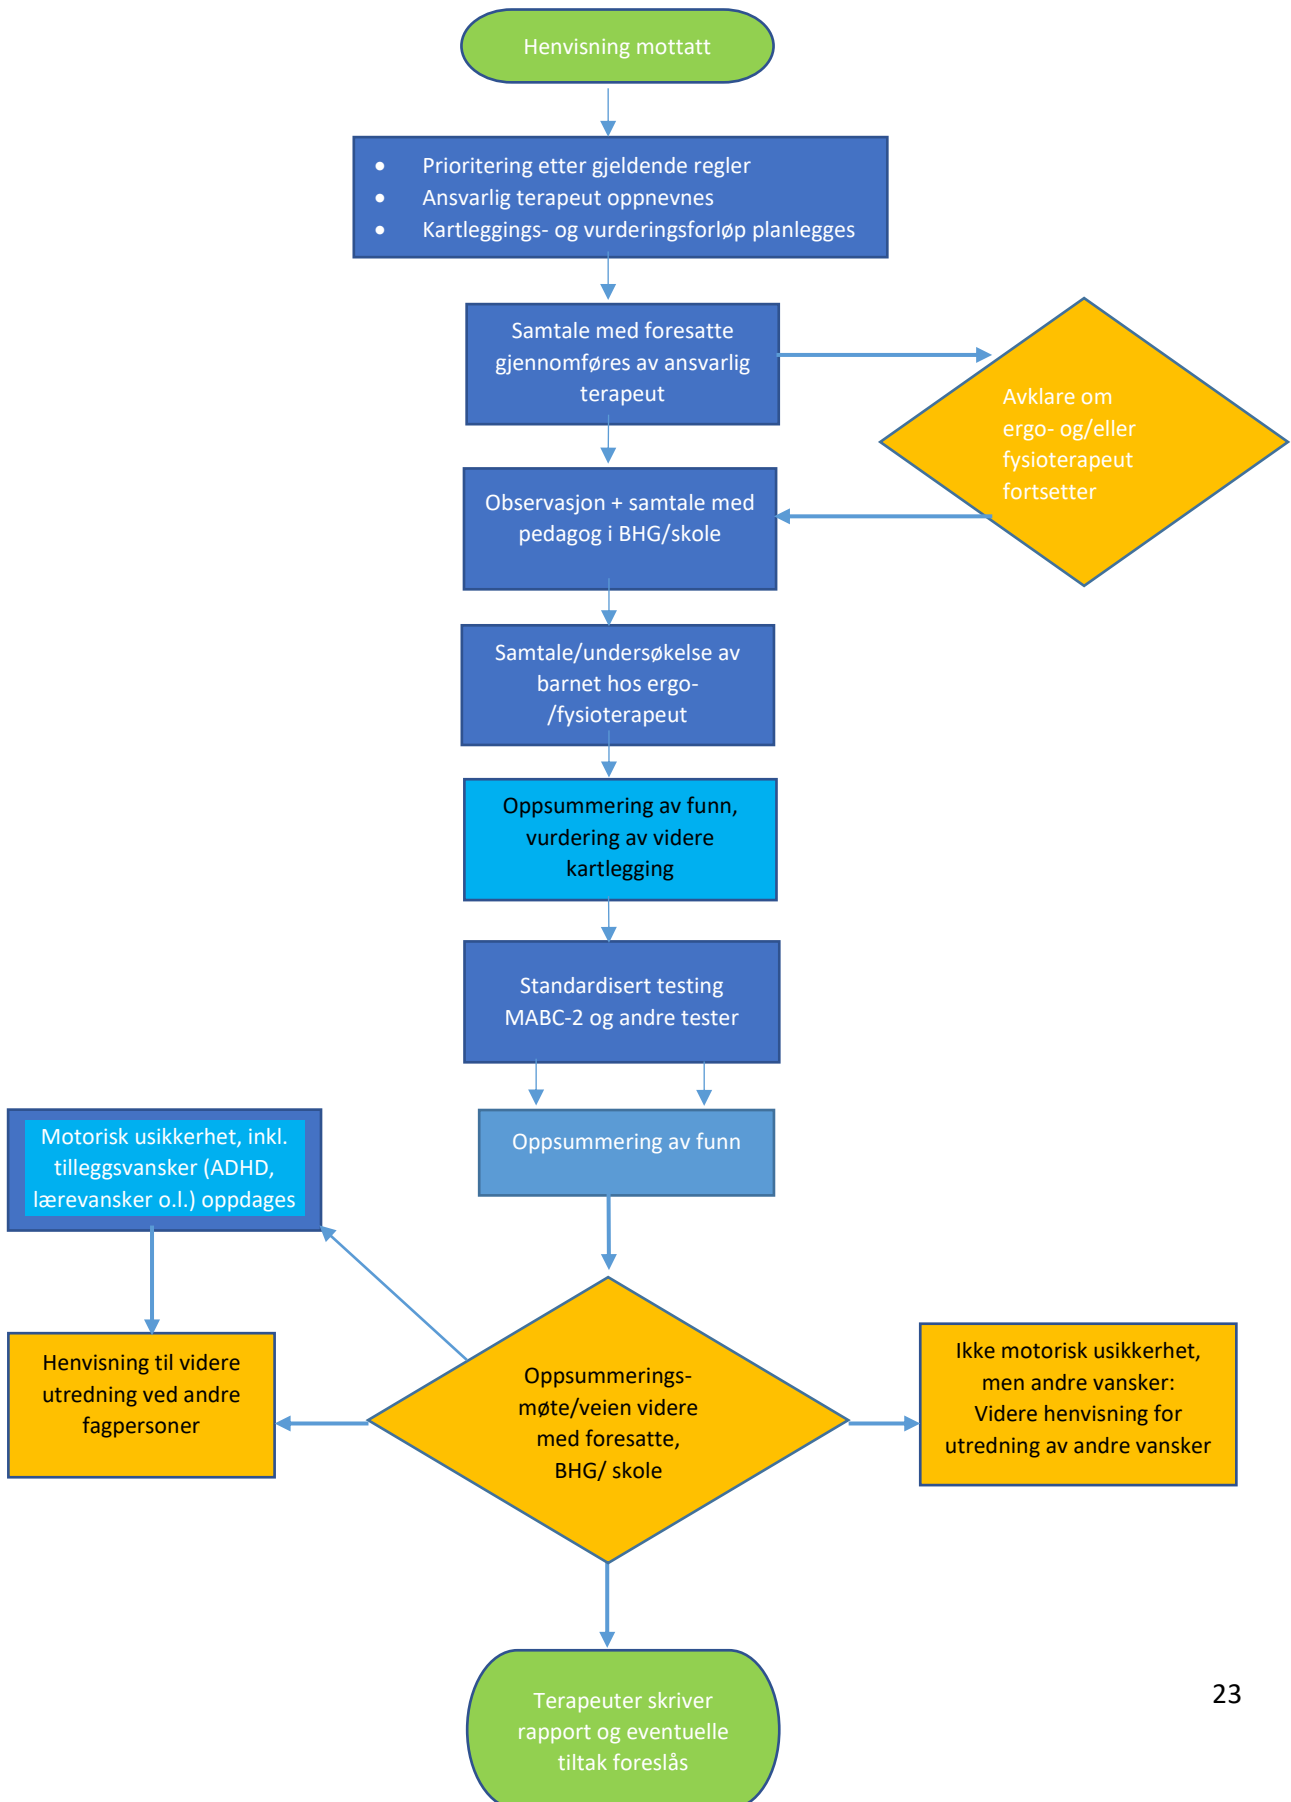 Henvisning mottatt
• Prioritering etter gjeldende regler
• Ansvarlig terapeut oppnevnes
• Kartleggings- og vurderingsforløp planlegges
Samtale med foresatte
gjennomføres av ansvarlig
terapeut
Avklare om
ergo- og/eller
fysioterapeut
fortsetter
Observasjon + samtale med
pedagog i BHG/skole
Samtale/undersøkelse av
barnet hos ergo-
/fysioterapeut
Oppsummering av funn,
vurdering av videre
kartlegging
Standardisert testing
MABC-2 og andre tester
Oppsummering av funn
Motorisk usikkerhet, inkl.
tilleggsvansker (ADHD,
lærevansker o.l.) oppdages
Henvisning til videre
utredning ved andre
fagpersoner
Oppsummerings-
møte/veien videre
med foresatte,
BHG/ skole
Ikke motorisk usikkerhet,
men andre vansker:
Videre henvisning for
utredning av andre vansker
Terapeuter skriver
rapport og eventuelle
tiltak foreslås
23